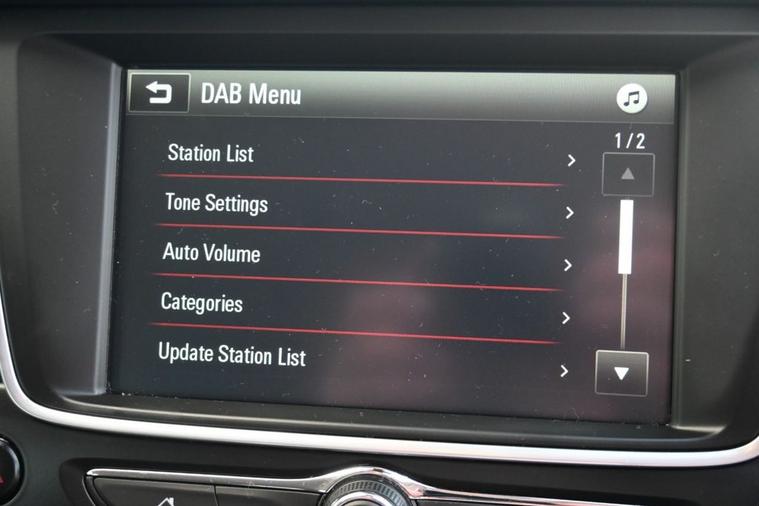 DAB Menu
1/2
Station List
Tone Settings
Auto Volume
Categories
Update Station List